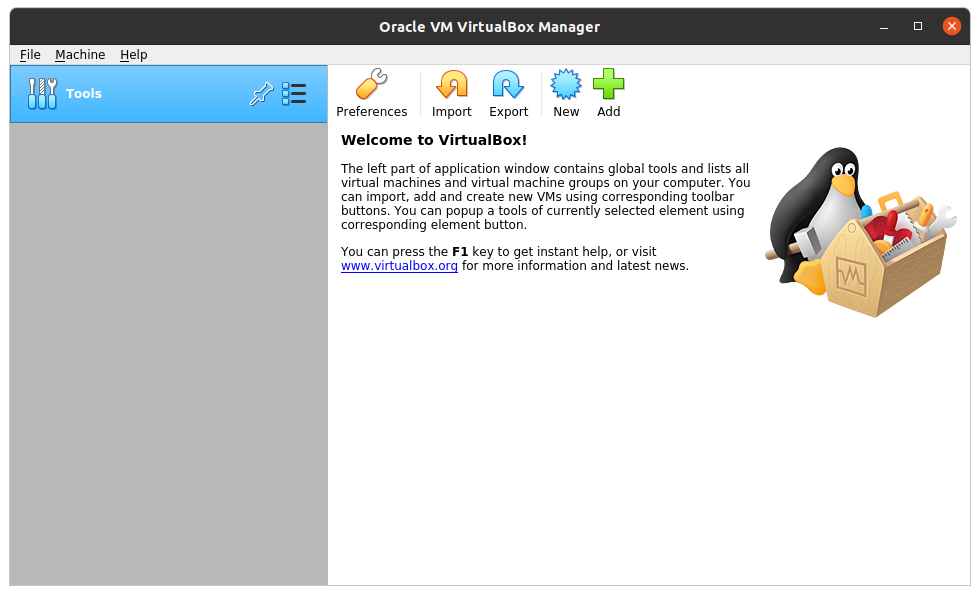 Oracle VM VirtualBox Manager
File Machine Help
Tools
Preferences Import Export New Add
Welcome to VirtualBox!
The left part of application window contains global tools and lists all
virtual machines and virtual machine groups on your computer. You
can import, add and create new VMs using corresponding toolbar
buttons. You can popup a tools of currently selected element using
corresponding element button.
You can press the F1 key to get instant help, or visit
www.virtualbox.org for more information and latest news.